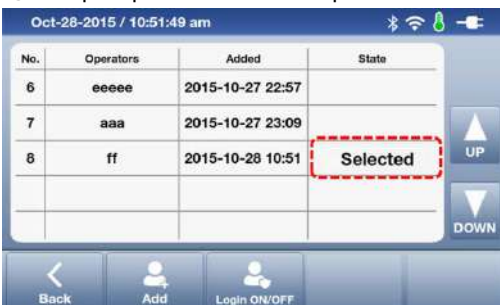 Oct-28-2015 / 10:51:49 am
No. Operators Added State
6 eeeee 2015-10-27 22:57
7 aaa 2015-10-27 23:09
8 ff 2015-10-28 10:51 Selected
UP
DOWN
Back Add Login ON/OFF